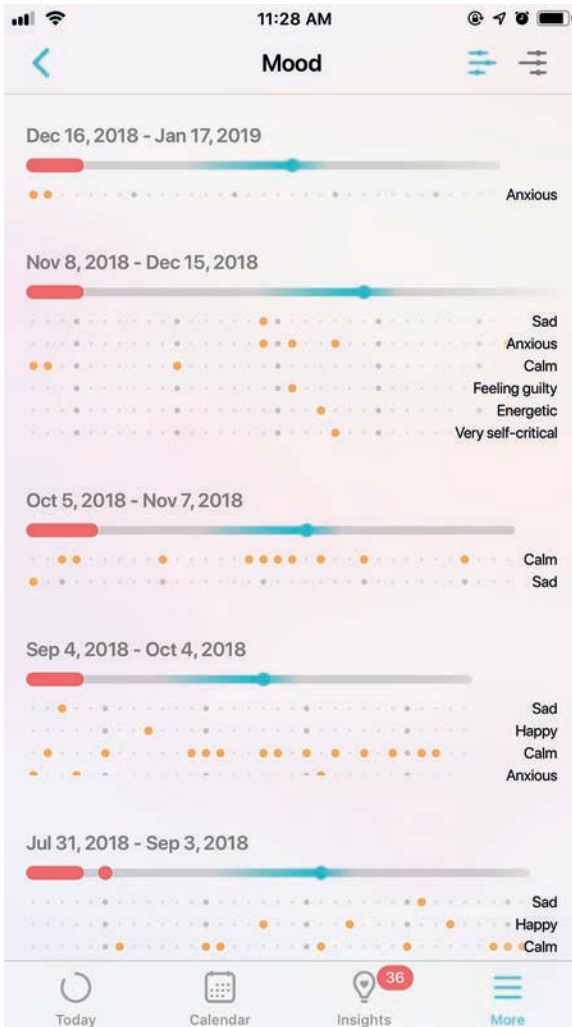 11:28 AM
Mood
Dec 16, 2018 - Jan 17, 2019
Anxious
Nov 8, 2018 - Dec 15, 2018
Sad
Anxious
Calm
Feeling guilty
Energetic
Very self-critical
Oct 5, 2018 - Nov 7, 2018
Calm
Sad
Sep 4, 2018 - Oct 4, 2018
Sad
Happy
Calm
Anxious
Jul 31, 2018 - Sep 3, 2018
Sad
Happy
Calm
36
Today Calendar Insights More